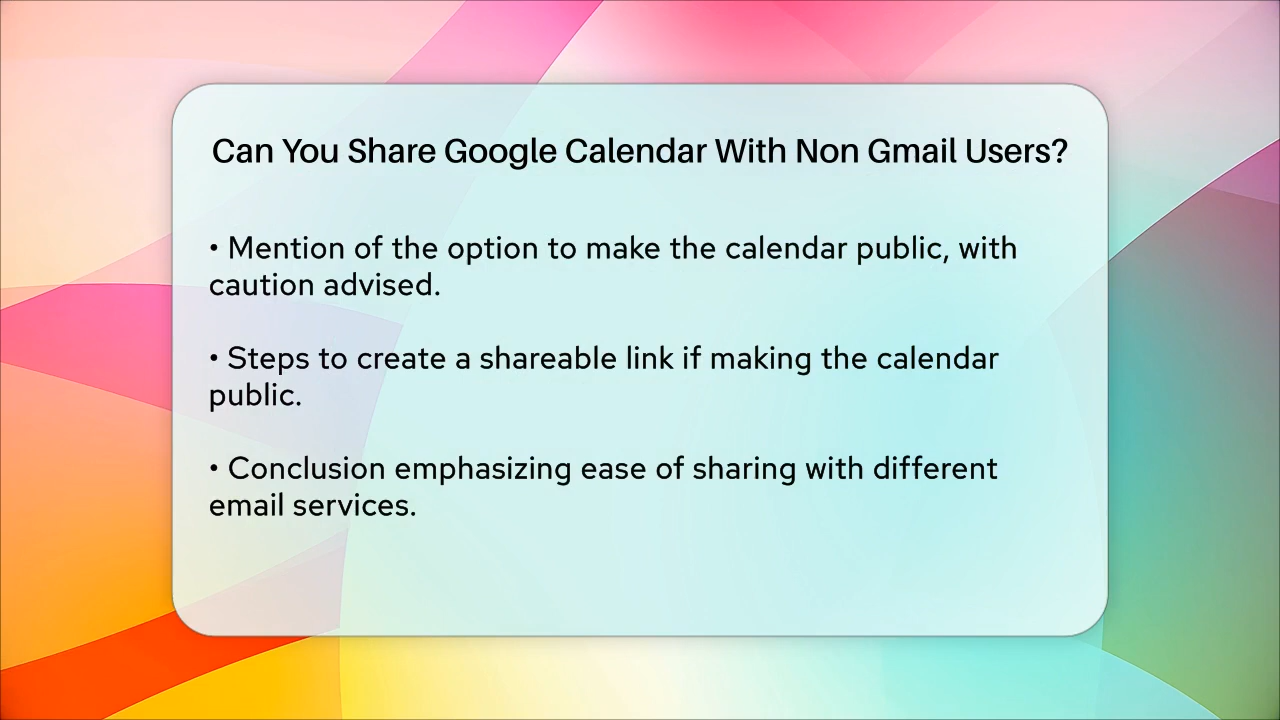 Can You Share Google Calendar With Non Gmail Users?
• Mention of the option to make the calendar public, with
caution advised.
• Steps to create a shareable link if making the calendar
public.
• Conclusion emphasizing ease of sharing with different
email services.